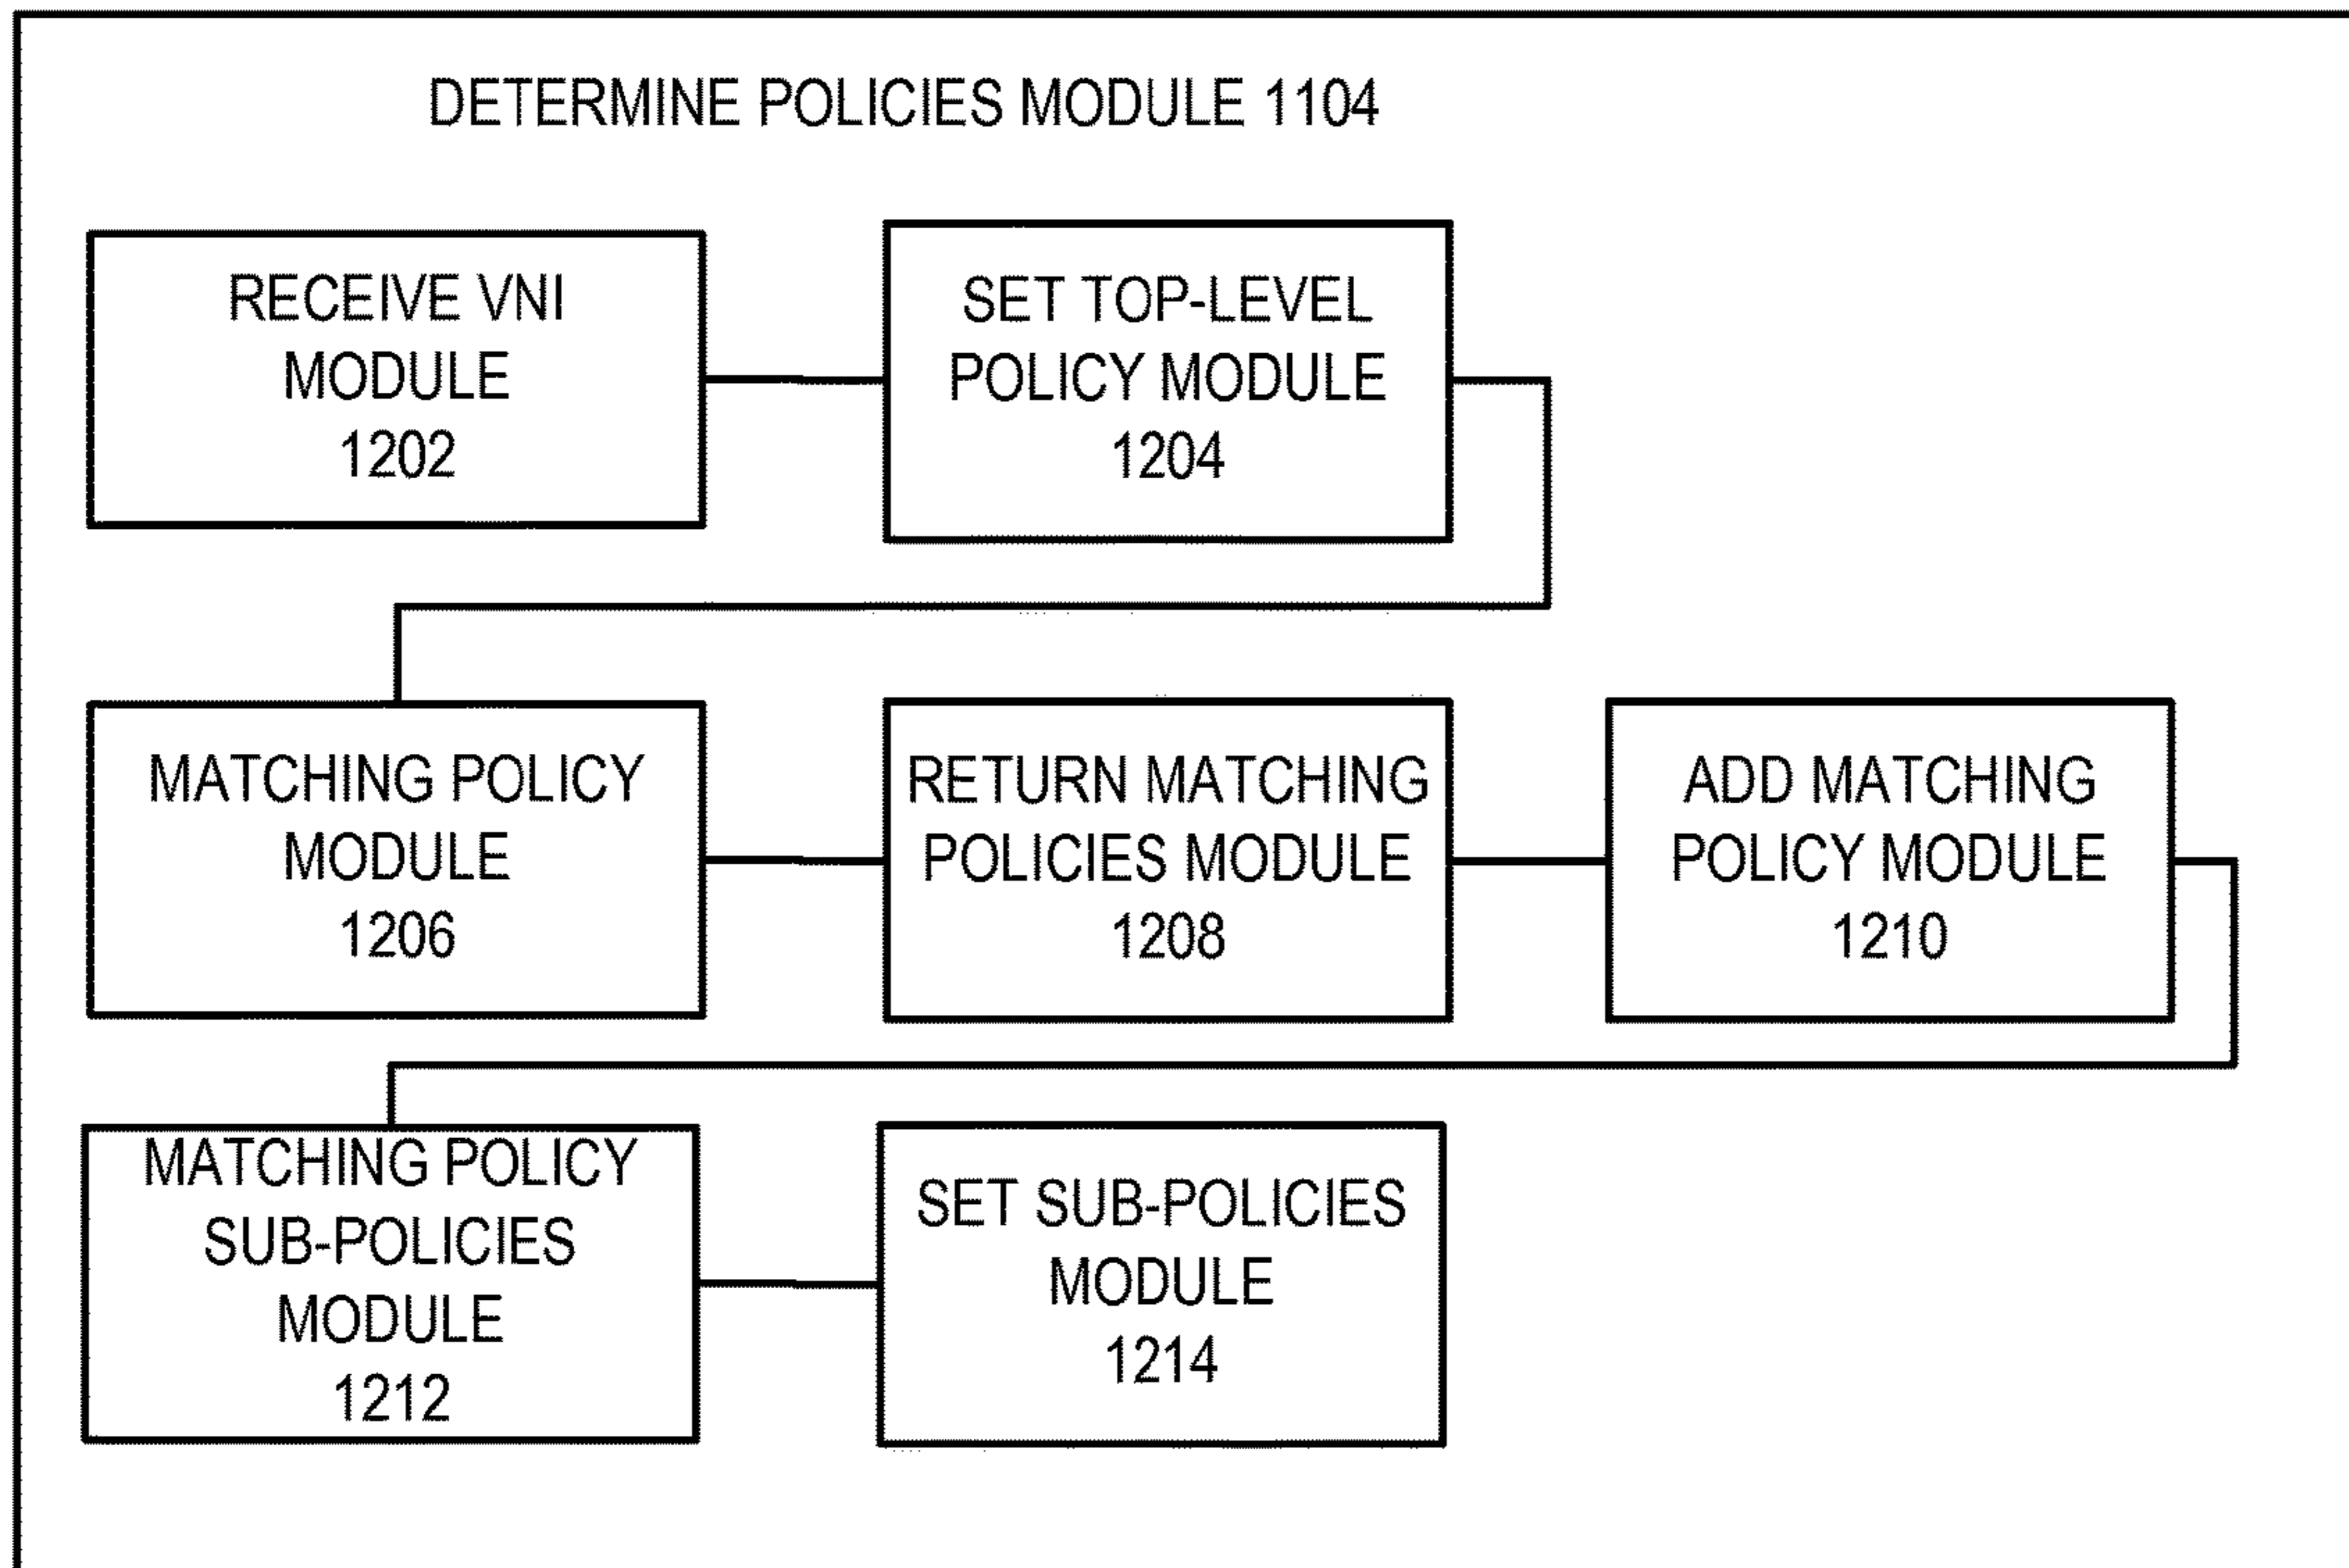 DETERMINE POLICIES MODULE 1104
RECEIVE VNI
MODULE
1202
SET TOP-LEVEL
POLICY MODULE
1204
MATCHING POLICY
MODULE
1206
RETURN MATCHING
POLICIES MODULE
1208
ADD MATCHING
POLICY MODULE
1210
MATCHING POLICY
SUB-POLICIES
MODULE
1212
SET SUB-POLICIES
MODULE
1214